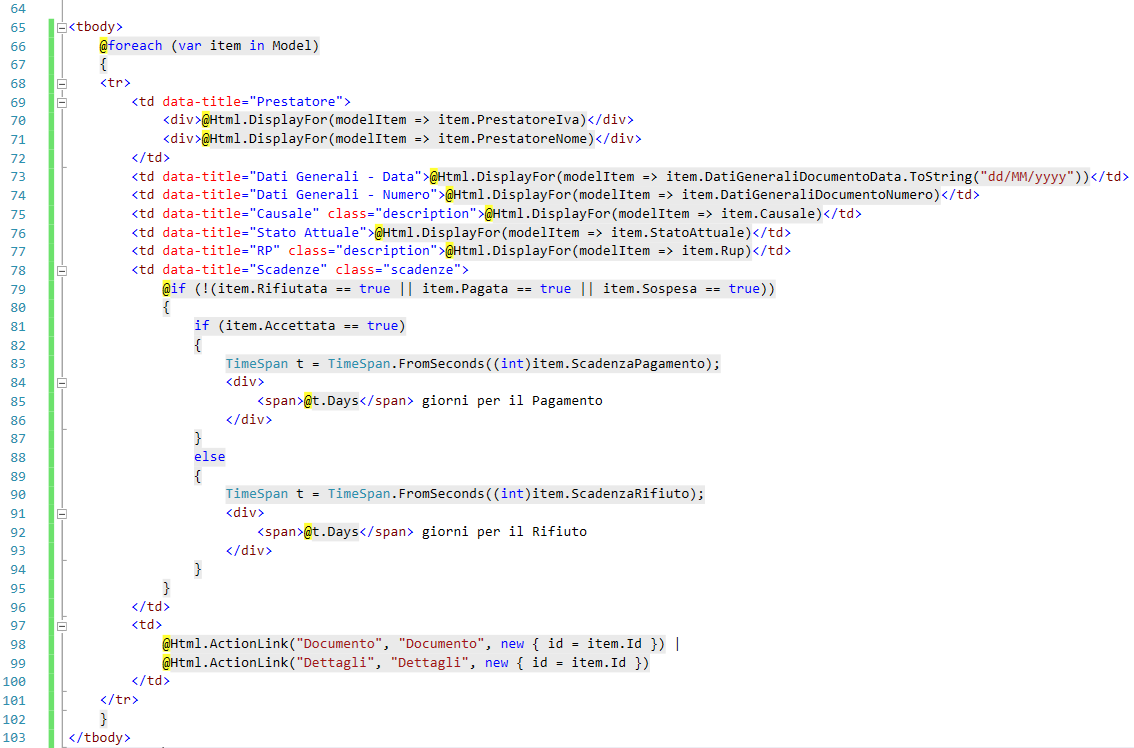 64
65 <tbody>
66 @foreach (var item in Model)
67 {
68 <tr>
69 <td data-title="Prestatore">
70 <div>@Html.DisplayFor(modelItem => item.PrestatoreIva)</div>
71 <div>@Html.DisplayFor(modelItem => item.PrestatoreNome)</div>
72 </td>
73 <td data-title="Dati Generali - Data">@Html.DisplayFor(modelItem => item.DatiGeneraliDocumentoData.ToString("dd/MM/yyyy"))</td>
74 <td data-title="Dati Generali - Numero">@Html.DisplayFor(modelItem => item.DatiGeneraliDocumentoNumero)</td>
75 <td data-title="Causale" class="description">@Html.DisplayFor(modelItem => item.Causale)</td>
76 <td data-title="Stato Attuale">@Html.DisplayFor(modelItem => item.StatoAttuale)</td>
77 <td data-title="RP" class="description">@Html.DisplayFor(modelItem => item.Rup)</td>
78 <td data-title="Scadenze" class="scadenze">
79 @if (!(item.Rifiutata == true || item.Pagata == true || item.Sospesa == true))
80 {
81 if (item.Accettata == true)
82 {
83 TimeSpan t = TimeSpan.FromSeconds((int)item.ScadenzaPagamento);
84 <div>
85 <span>@t.Days</span> giorni per il Pagamento
86 </div>
87 }
88 else
89 {
90 TimeSpan t = TimeSpan.FromSeconds((int)item.ScadenzaRifiuto);
91 <div>
92 <span>@t.Days</span> giorni per il Rifiuto
93 </div>
94 }
95 }
96 </td>
97 <td>
98 @Html.ActionLink("Documento", "Documento", new { id = item.Id }) |
99 @Html.ActionLink("Dettagli", "Dettagli", new { id = item.Id })
100 </td>
101 </tr>
102 }
103 </tbody>